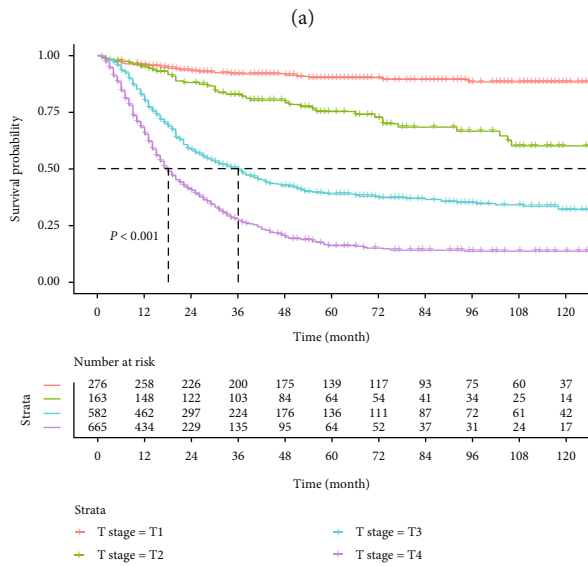 (a)
1.00
0.75
0.50
0.25
0.00
Survival probability
P < 0.001
0 12 24 36 48 60 72 84 96 108 120
Time (month)
Number at risk
Strata
276 258 226 200 175 139 117 93 75 60 37
163 148 122 103 84 64 54 41 34 25 14
582 462 297 224 176 136 111 87 72 61 42
665 434 229 135 95 64 52 37 31 24 17
0 12 24 36 48 60 72 84 96 108 120
Time (month)
Strata
T stage = T1 T stage = T3
T stage = T2 T stage = T4